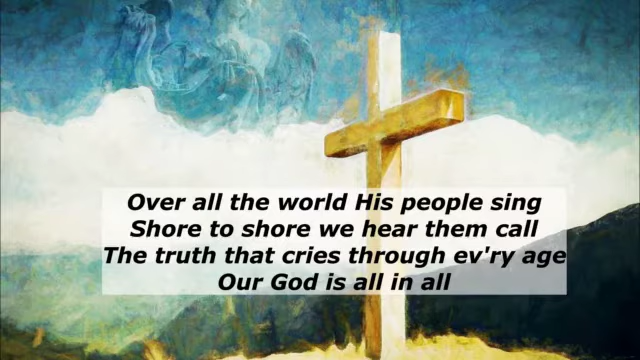 Over all the world His people sing
Shore to shore we hear them call
The truth that cries through ev'ry age
Our God is all in all